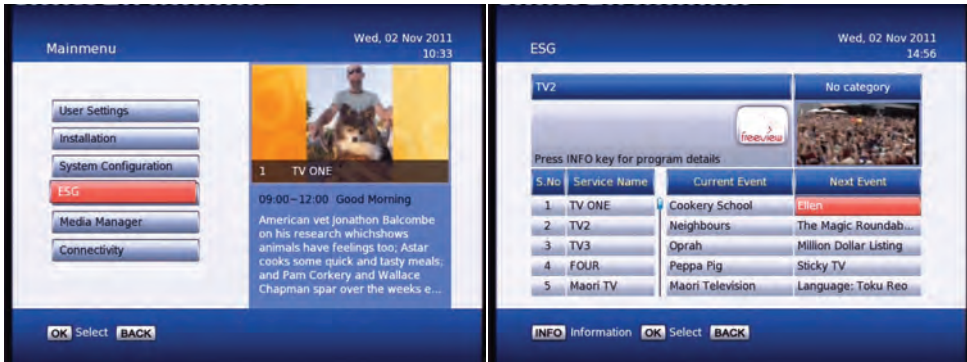 Mainmenu
Wed, 02 Nov 2011
10:33
User Settings
Installation
System Configuration
ESG
Media Manager
Connectivity
1 TV ONE
09:00~12:00 Good Morning
American vet Jonathon Balcombe
on his research whichshows
animals have feelings too; Astar
cooks some quick and tasty meals;
and Pam Corkery and Wallace
Chapman spar over the weeks e...
OK Select BACK
ESG
Wed, 02 Nov 2011
14:56
TV2 No category
freeview
Press INFO key for program details
S.No Service Name Current Event Next Event
1 TV ONE Cookery School Ellen
2 TV2 Neighbours The Magic Roundab...
3 TV3 Oprah Million Dollar Listing
4 FOUR Peppa Pig Sticky TV
5 Maori TV Maori Television Language: Toku Reo
INFO Information OK Select BACK